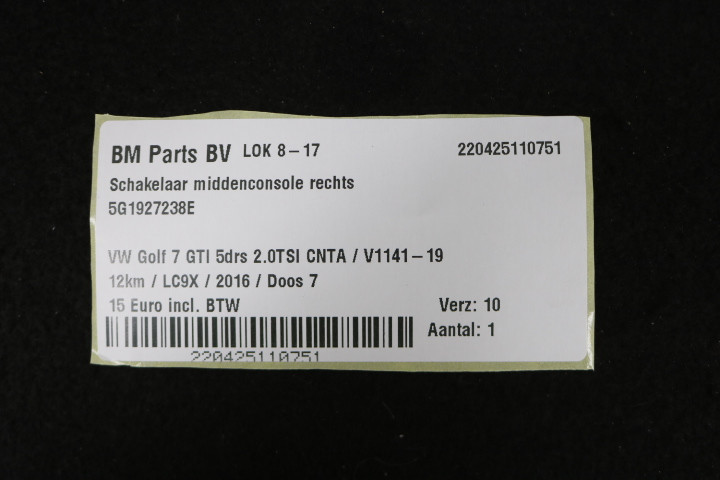 BM Parts BV LOK 8-17 220425110751
Schakelaar middenconsole rechts
5G1927238E
VW Golf 7 GTI 5drs 2.0TSI CNTA / V1141-19
12km / LC9X / 2016 / Doos 7
15 Euro incl. BTW Verz: 10
Aantal: 1
220425110751